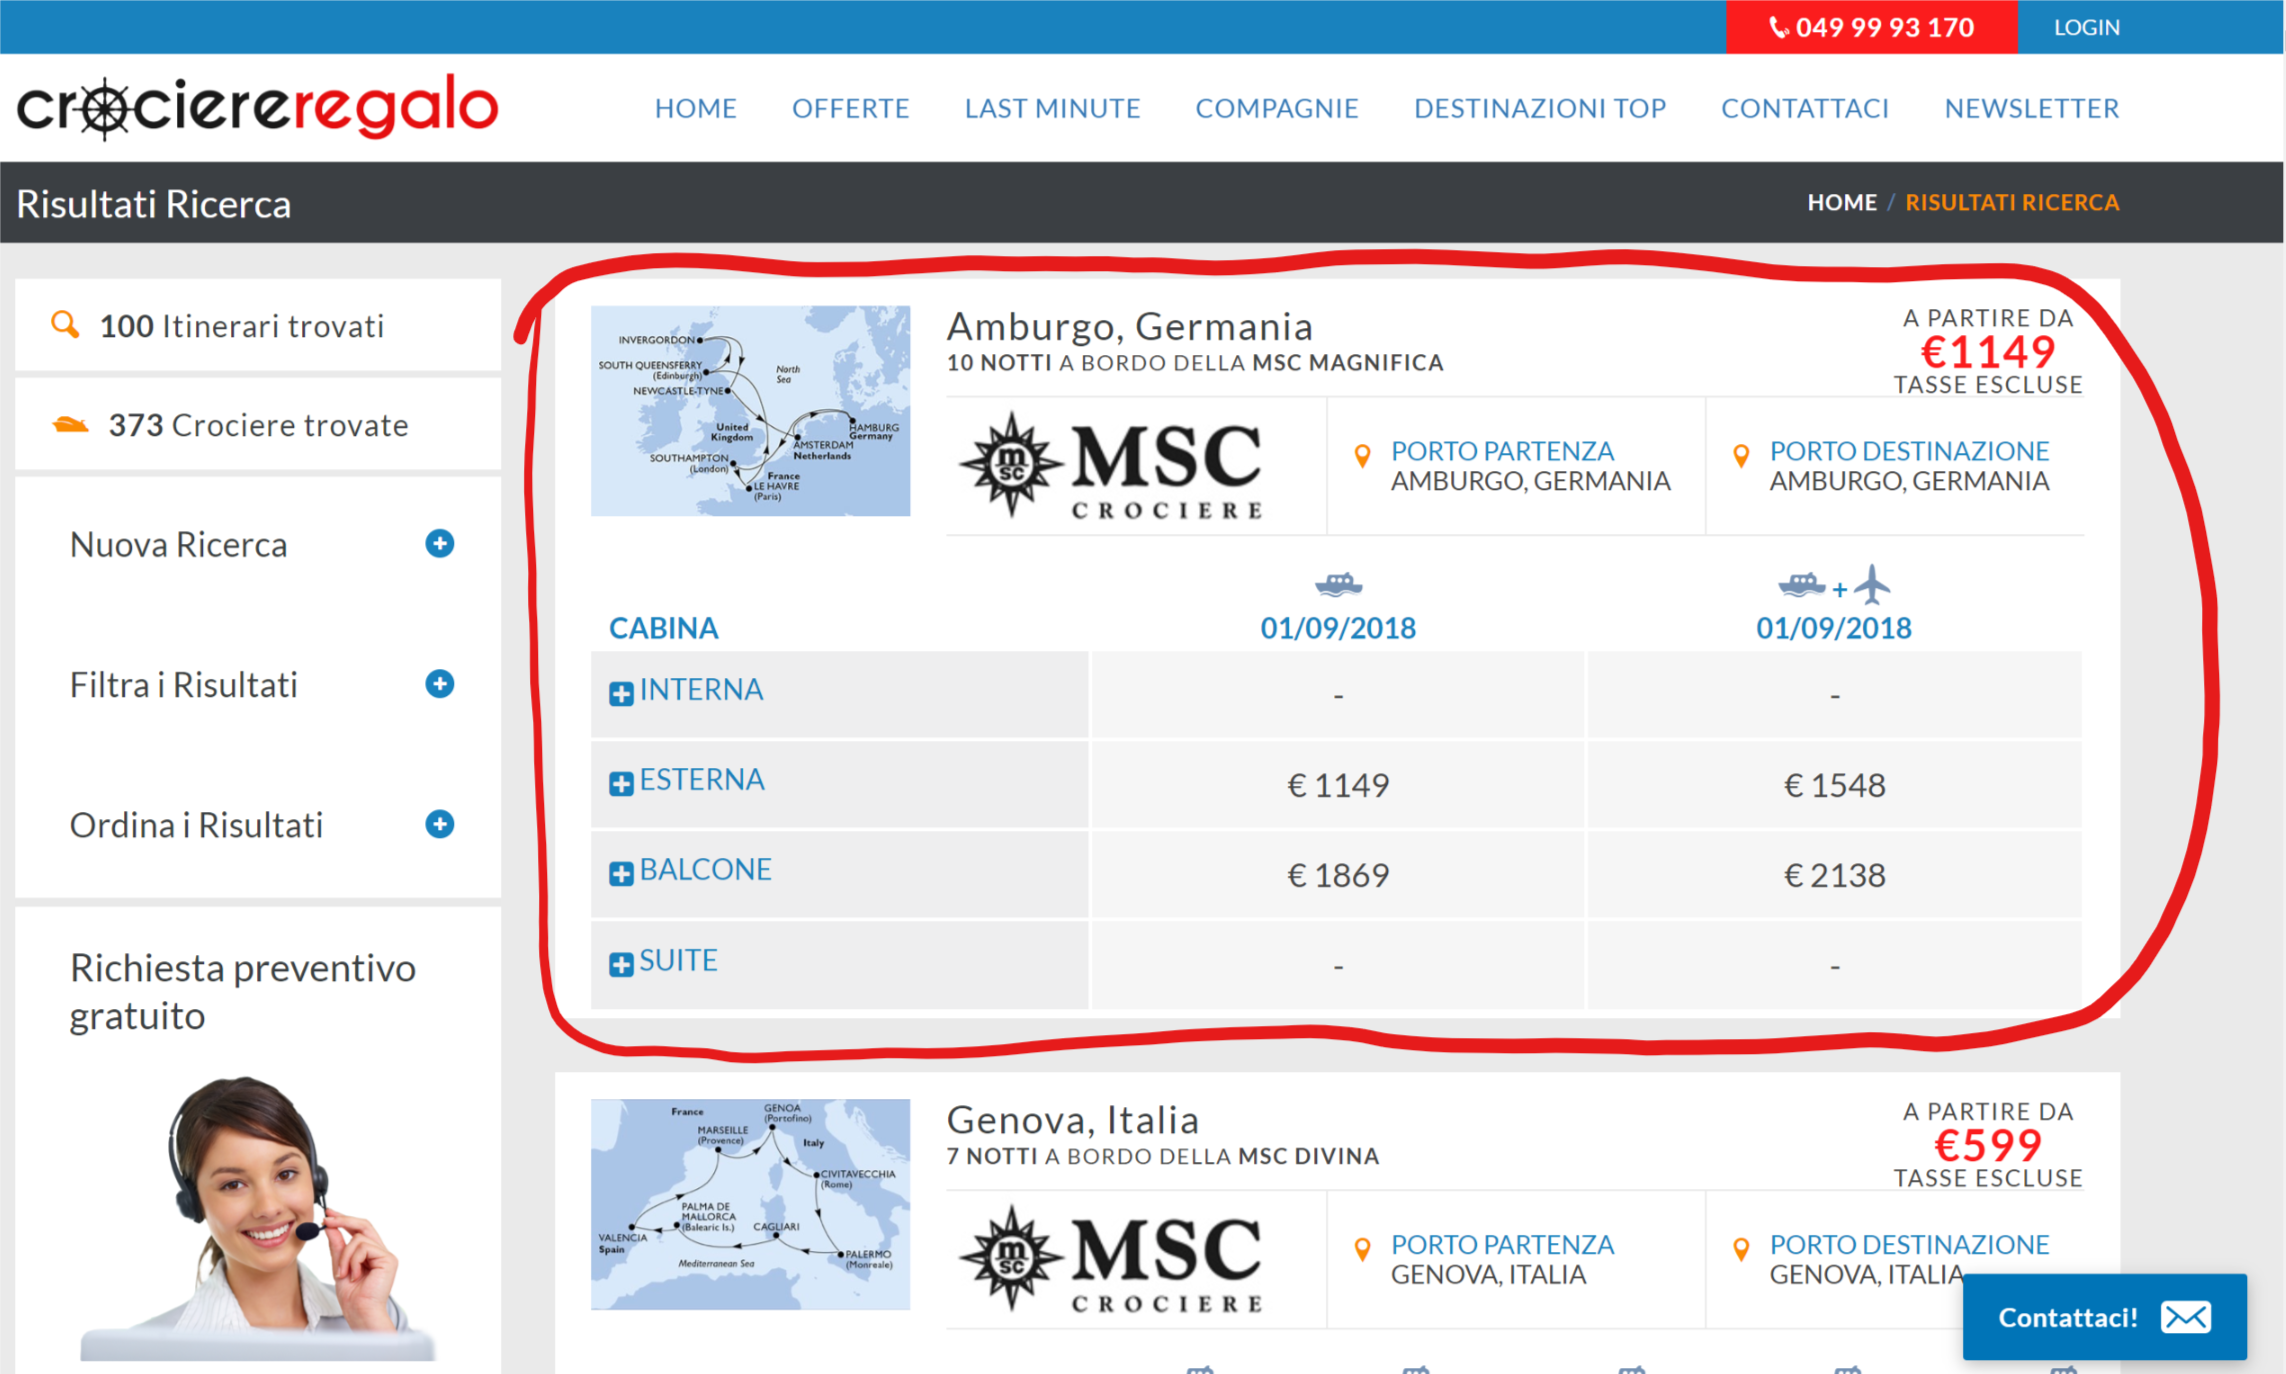 049 99 93 170
LOGIN
crociereregalo
HOME
OFFERTE
LAST MINUTE
COMPAGNIE
DESTINAZIONI TOP
CONTATTACI
NEWSLETTER
Risultati Ricerca
HOME / RISULTATI RICERCA
100 Itinerari trovati
373 Crociere trovate
Nuova Ricerca
Filtra i Risultati
Ordina i Risultati
Richiesta preventivo
gratuito
INVERGORDON
SOUTH QUEENSFERRY
(Edinburgh)
NEWCASTLE-TYNE
North
Sea
United
Kingdom
HAMBURG
Germany
AMSTERDAM
Netherlands
SOUTHAMPTON
(London)
France
LE HAVRE
(Paris)
Amburgo, Germania
10 NOTTI A BORDO DELLA MSC MAGNIFICA
A PARTIRE DA
€1149
TASSE ESCLUSE
msc
MSC
CROCIERE
PORTO PARTENZA
AMBURGO, GERMANIA
PORTO DESTINAZIONE
AMBURGO, GERMANIA
+
CABINA 01/09/2018 01/09/2018
INTERNA - -
ESTERNA € 1149 € 1548
BALCONE € 1869 € 2138
SUITE - -
France
GENOA
(Portofino)
MARSEILLE
(Provence)
Italy
CIVITAVECCHIA
(Rome)
PALMA DE
MALLORCA
(Balearic Is.)
CAGLIARI
VALENCIA
Spain
PALERMO
(Monreale)
Mediterranean Sea
Genova, Italia
7 NOTTI A BORDO DELLA MSC DIVINA
A PARTIRE DA
€599
TASSE ESCLUSE
msc
MSC
CROCIERE
PORTO PARTENZA
GENOVA, ITALIA
PORTO DESTINAZIONE
GENOVA, ITALIA
Contattaci!